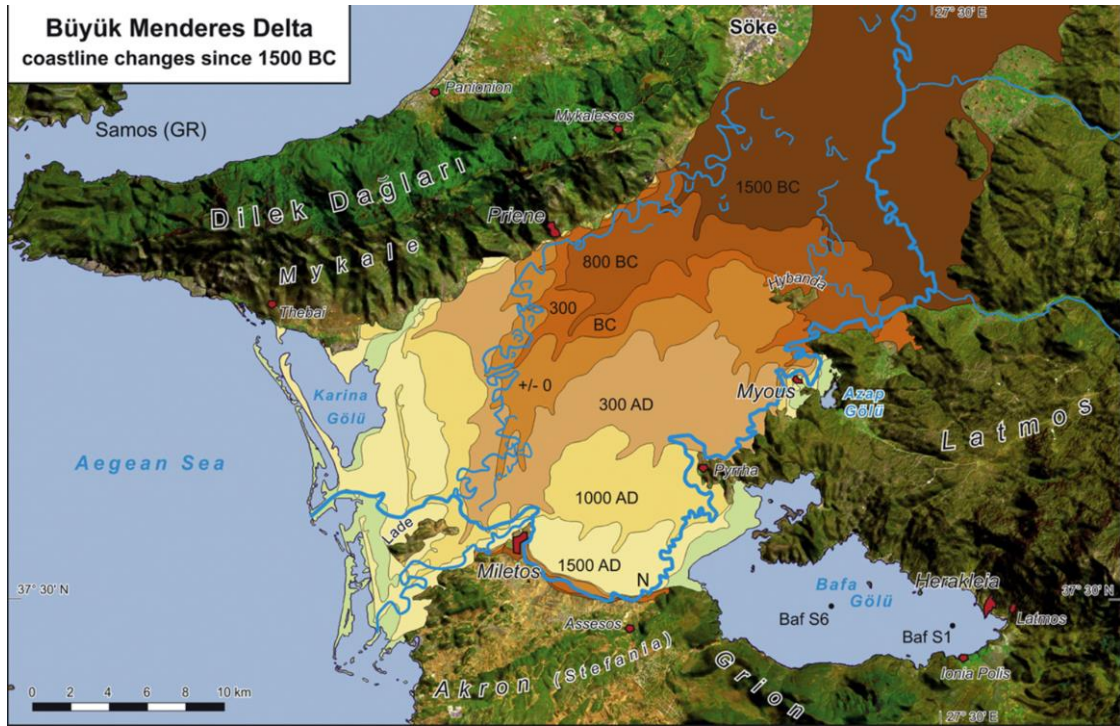 Büyük Menderes Delta
coastline changes since 1500 BC
Söke
27° 30' E
Panionion
Samos (GR)
Mykalessos
Dilek Dağları
1500 BC
Priene
Mykale
800 BC
Hybanda
Thebai
300
BC
+/- 0
Karina
Gölü
Myous
300 AD
Azap
Gölü
Latmos
Aegean Sea
Pyrrha
1000 AD
Lade
Miletos
1500 AD
N
37° 30' N
Bafa
Gölü
Herakleia
37° 30' N
Baf S6
Latmos
Assesos
Baf S1
Akron (Stefania)
Grion
Ionia Polis
0 2 4 6 8 10 km
27° 30' E